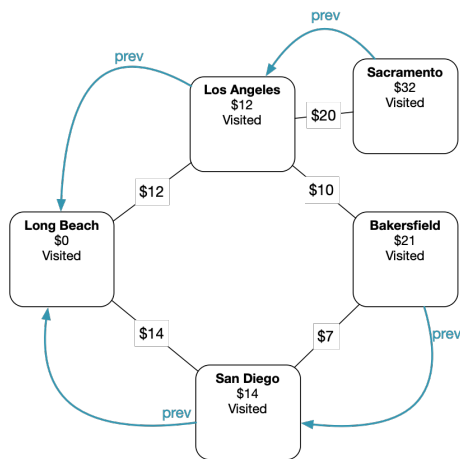 prev
Sacramento
$32
Visited
prev
Los Angeles
$12
Visited
$20
$12
$10
Long Beach
$0
Visited
Bakersfield
$21
Visited
$14
$7
prev
San Diego
$14
Visited
prev